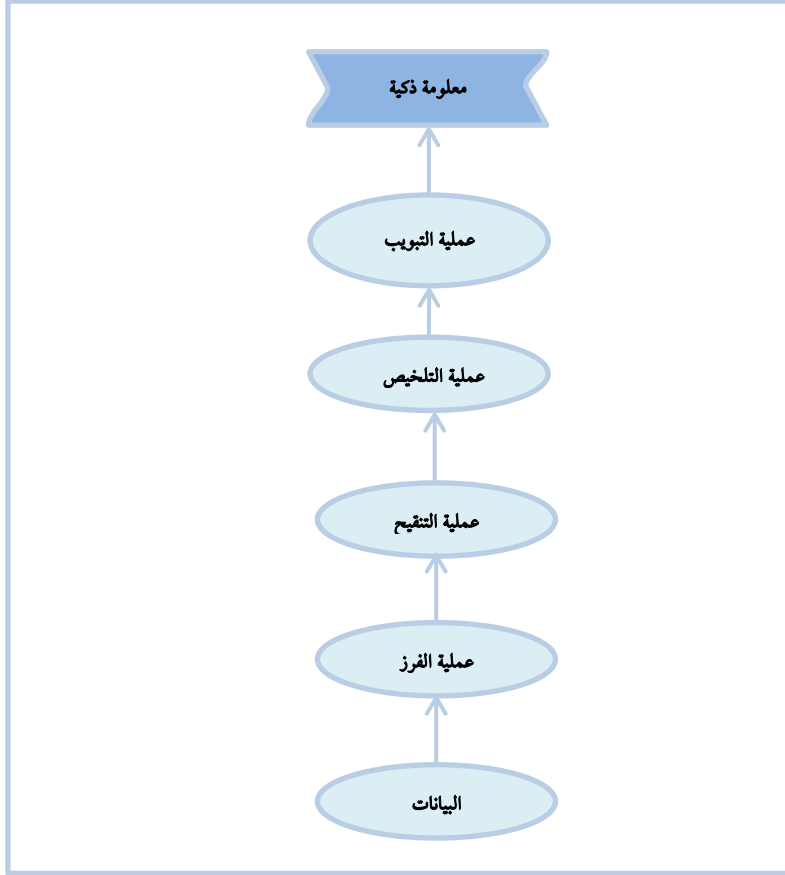 معلومة ذكية
عملية التبويب
عملية التلخيص
عملية التنقيح
عملية الفرز
البيانات